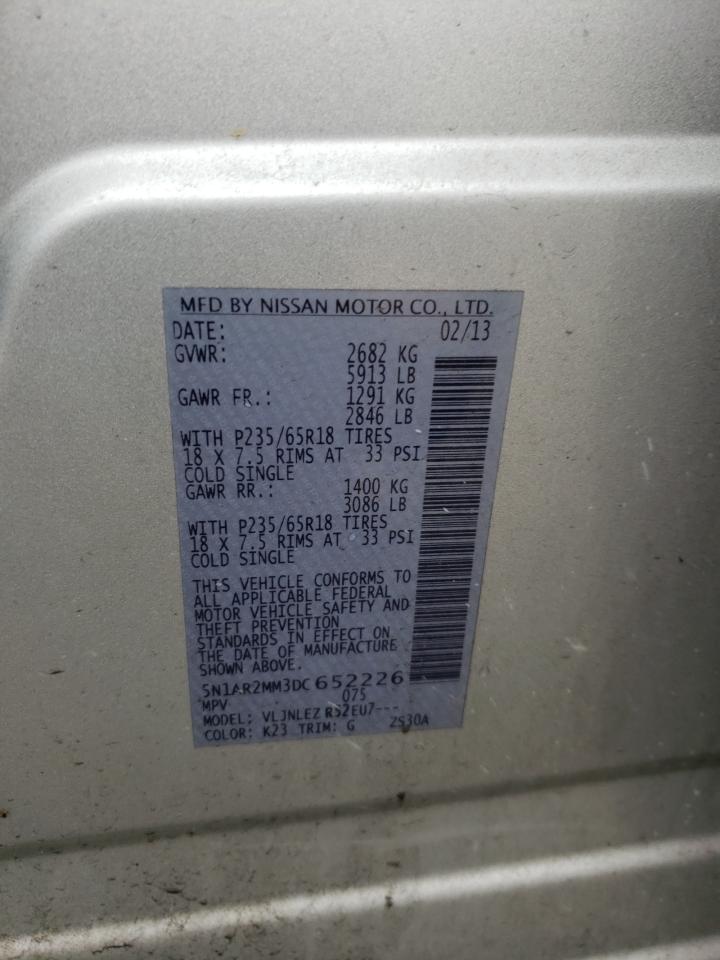 MFD BY NISSAN MOTOR CO., LTD.
DATE: 02/13
GVWR: 2682 KG
5913 LB
GAWR FR.: 1291 KG
2846 LB
WITH P235/65R18 TIRES
18 X 7.5 RIMS AT 33 PSI
COLD SINGLE
GAWR RR.: 1400 KG
3086 LB
WITH P235/65R18 TIRES
18 X 7.5 RIMS AT 33 PSI
COLD SINGLE
THIS VEHICLE CONFORMS TO
ALL APPLICABLE FEDERAL
MOTOR VEHICLE SAFETY AND
THEFT PREVENTION
STANDARDS IN EFFECT ON
THE DATE OF MANUFACTURE
SHOWN ABOVE.
5N1AR2MM3DC652226
MPV 075
MODEL: VLJNLEZ R52EU7---
COLOR: K23 TRIM: G 2S30A